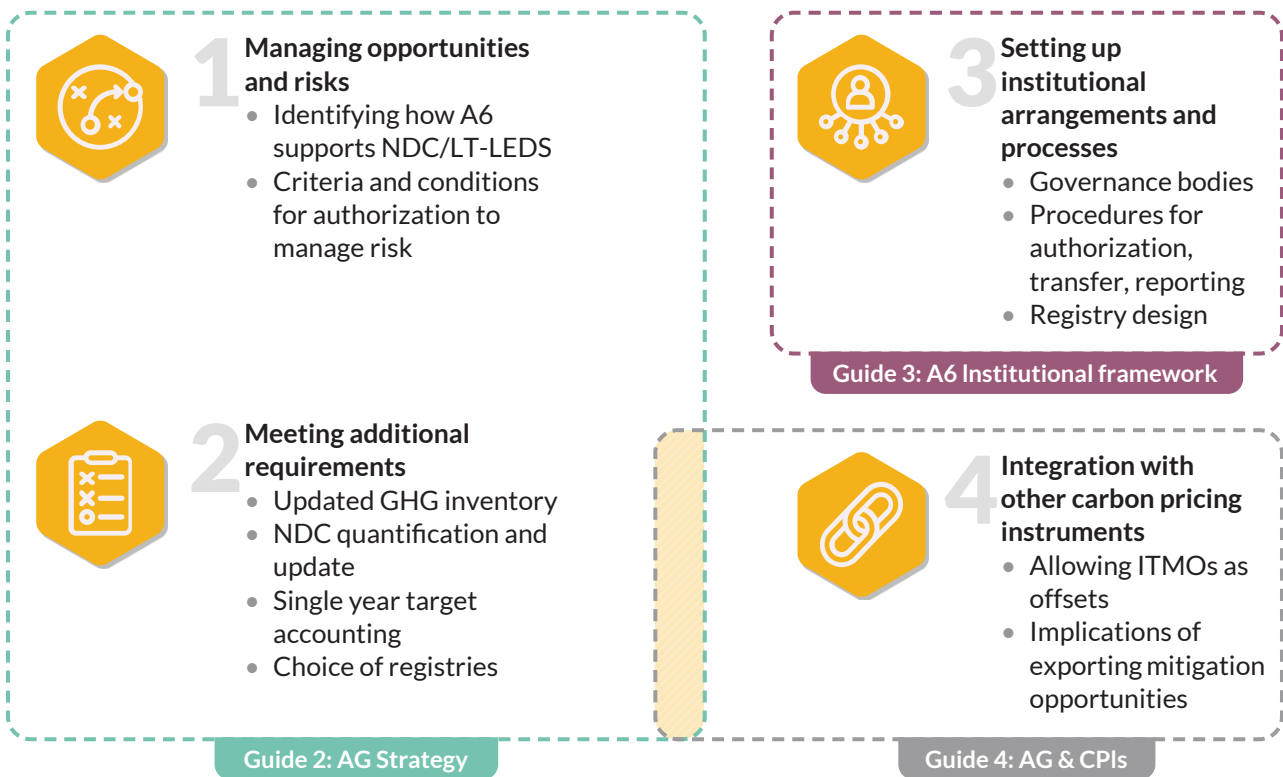 1
Managing opportunities
and risks
• Identifying how A6
supports NDC/LT-LEDS
• Criteria and conditions
for authorization to
manage risk
2
Meeting additional
requirements
• Updated GHG inventory
• NDC quantification and
update
• Single year target
accounting
• Choice of registries
Guide 2: AG Strategy
3
Setting up
institutional
arrangements and
processes
• Governance bodies
• Procedures for
authorization,
transfer, reporting
• Registry design
Guide 3: A6 Institutional framework
4
Integration with
other carbon pricing
instruments
• Allowing ITMOs as
offsets
• Implications of
exporting mitigation
opportunities
Guide 4: AG & CPIs